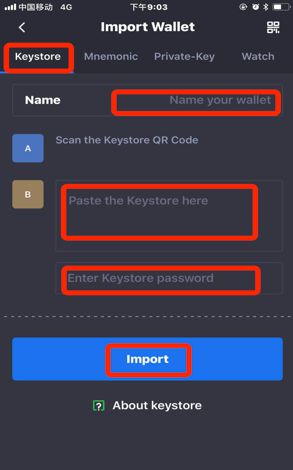 中国移动 4G 下午9:03
Import Wallet
Keystore Mnemonic Private-Key Watch
Name Name your wallet
A Scan the Keystore QR Code
B Paste the Keystore here
Enter Keystore password
Import
? About keystore